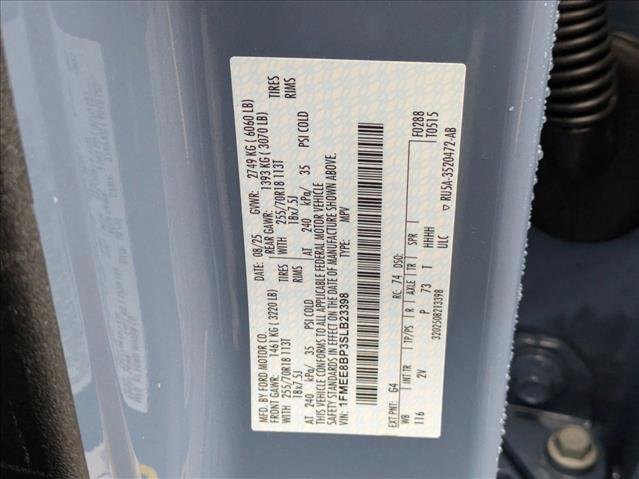 MFD. BY FORD MOTOR CO. DATE: 08/25 GVWR: 2749 KG ( 6060 LB)
FRONT GAWR: 1461 KG ( 3220 LB) REAR GAWR: 1393 KG ( 3070 LB)
WITH 255/70R18 113T TIRES WITH 255/70R18 113T TIRES
18x7.5J RIMS 18x7.5J RIMS
AT 240 kPa/ 35 PSI COLD AT 240 kPa/ 35 PSI COLD
THIS VEHICLE CONFORMS TO ALL APPLICABLE FEDERAL MOTOR VEHICLE
SAFETY STANDARDS IN EFFECT ON THE DATE OF MANUFACTURE SHOWN ABOVE.
VIN: 1FMEE8BP3SLB23398 TYPE: MPV
EXT PNT: G4 RC: 74 DSO: F0288
WB INT TR TP/PS R AXLE TR SPR T0515
116 2V P 73 T HHHH
ULC
3202508213398 ▽ RU5A-3520472-AB